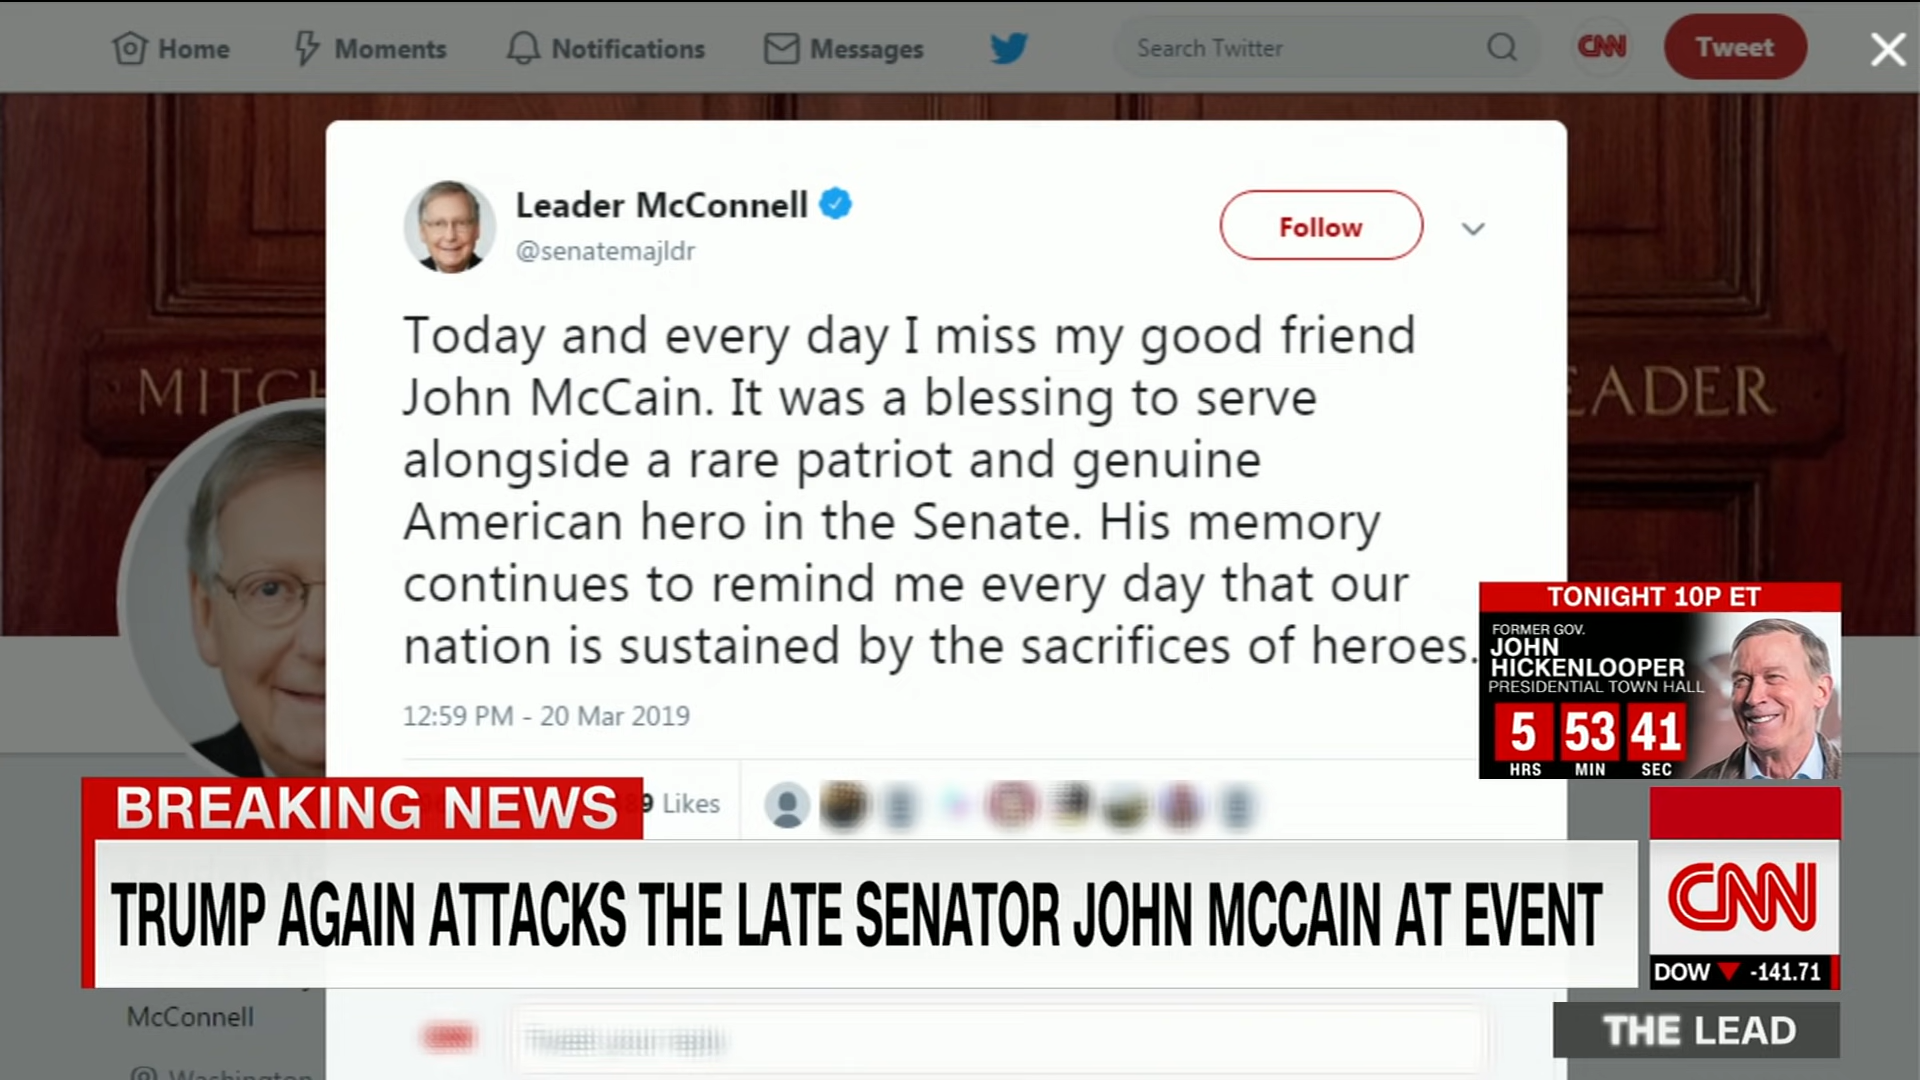 Home
Moments
Notifications
Messages
Search Twitter
CNN
Tweet
Leader McConnell
@senatemajldr
Follow
MITCH
EADER
Today and every day I miss my good friend
John McCain. It was a blessing to serve
alongside a rare patriot and genuine
American hero in the Senate. His memory
continues to remind me every day that our
nation is sustained by the sacrifices of heroes.
12:59 PM - 20 Mar 2019
9 Likes
TONIGHT 10P ET
FORMER GOV.
JOHN
HICKENLOOPER
PRESIDENTIAL TOWN HALL
5 53 41
HRS MIN SEC
BREAKING NEWS
TRUMP AGAIN ATTACKS THE LATE SENATOR JOHN MCCAIN AT EVENT
CNN
DOW ▼ -141.71
THE LEAD
McConnell
Washington